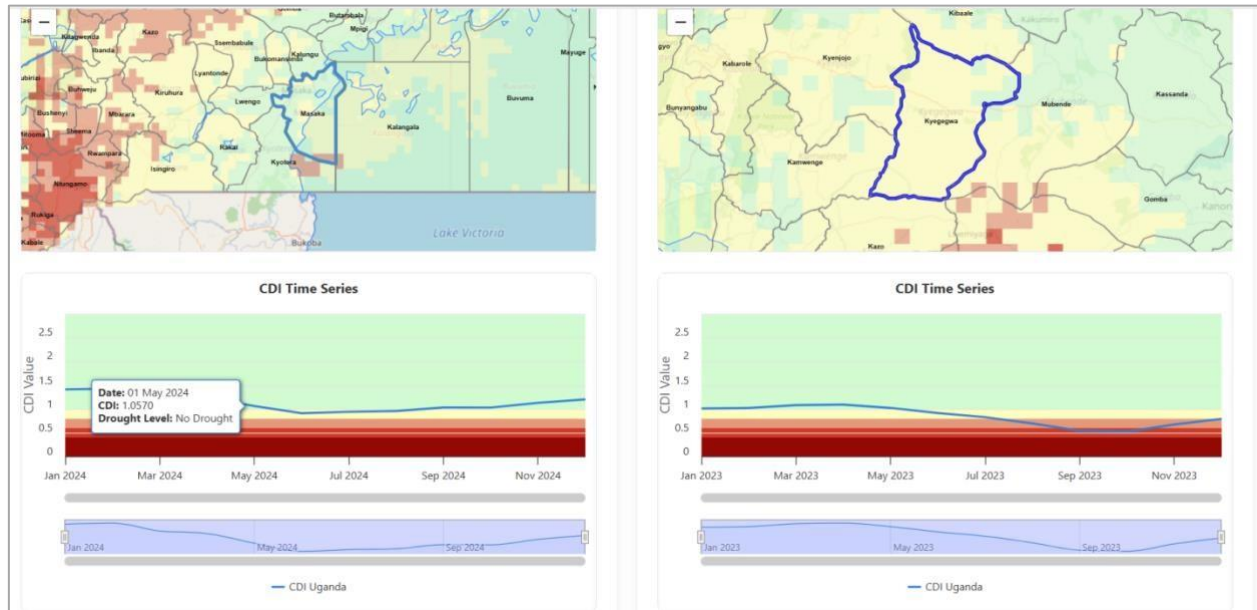 Kazo
Butambala
Mpigi
Kitagwenda
Ibanda
Ssembabule
Kalungu
Bukomansimbi
Mayuge
Lyantonde
Buhweju
Kiruhura
Lwengo
Buvuma
Bushenyi
Mbarara
Masaka
Kalangala
Sheema
Rwampara
Rakai
Kyotera
Isingiro
Ntungamo
Rukiga
Kabale
Bukoba
Lake Victoria
CDI Time Series
CDI Value
2.5
2
1.5
1
0.5
0
Date: 01 May 2024
CDI: 1.0570
Drought Level: No Drought
Jan 2024
Mar 2024
May 2024
Jul 2024
Sep 2024
Nov 2024
Jan 2024
May 2024
Sep 2024
CDI Uganda
Kibaale
Kakumiro
Kabarole
Kyenjojo
Kassanda
Bunyangabu
Mubende
Kyegegwa
Kamwenge
Gomba
Kazo
CDI Time Series
CDI Value
2.5
2
1.5
1
0.5
0
Jan 2023
Mar 2023
May 2023
Jul 2023
Sep 2023
Nov 2023
Jan 2023
May 2023
Sep 2023
CDI Uganda